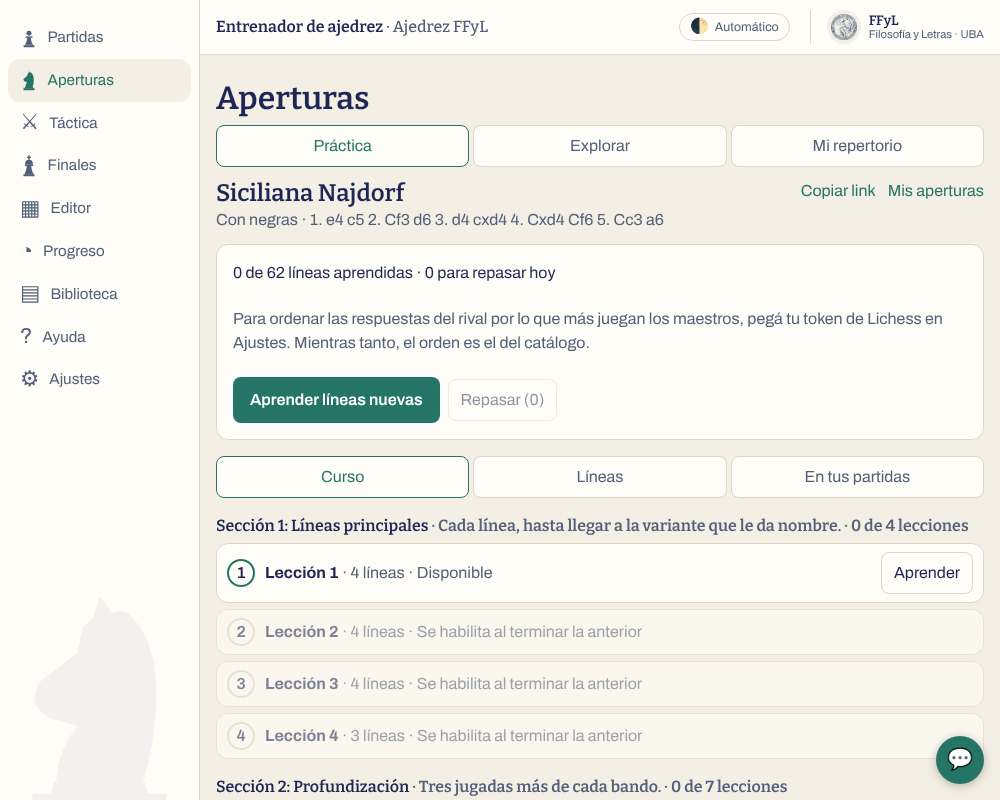 Partidas
Aperturas
Táctica
Finales
Editor
Progreso
Biblioteca
? Ayuda
Ajustes
Entrenador de ajedrez · Ajedrez FFyL
Automático
FFyL
Filosofía y Letras · UBA
Aperturas
Práctica
Explorar
Mi repertorio
Siciliana Najdorf
Copiar link
Mis aperturas
Con negras · 1. e4 c5 2. Cf3 d6 3. d4 cxd4 4. Cxd4 Cf6 5. Cc3 a6
0 de 62 líneas aprendidas · 0 para repasar hoy
Para ordenar las respuestas del rival por lo que más juegan los maestros, pegá tu token de Lichess en
Ajustes. Mientras tanto, el orden es el del catálogo.
Aprender líneas nuevas
Repasar (0)
Curso
Líneas
En tus partidas
Sección 1: Líneas principales · Cada línea, hasta llegar a la variante que le da nombre. · 0 de 4 lecciones
1 Lección 1 · 4 líneas · Disponible
Aprender
2 Lección 2 · 4 líneas · Se habilita al terminar la anterior
3 Lección 3 · 4 líneas · Se habilita al terminar la anterior
4 Lección 4 · 3 líneas · Se habilita al terminar la anterior
Sección 2: Profundización · Tres jugadas más de cada bando. · 0 de 7 lecciones